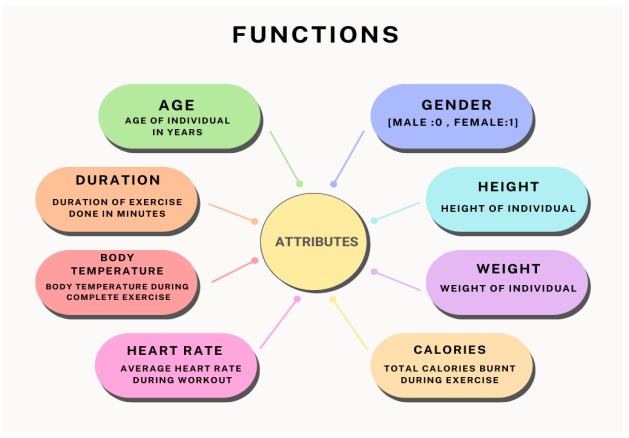 FUNCTIONS
AGE
AGE OF INDIVIDUAL
IN YEARS
GENDER
[MALE :0 , FEMALE:1]
DURATION
DURATION OF EXERCISE
DONE IN MINUTES
HEIGHT
HEIGHT OF INDIVIDUAL
ATTRIBUTES
BODY
TEMPERATURE
BODY TEMPERATURE DURING
COMPLETE EXERCISE
WEIGHT
WEIGHT OF INDIVIDUAL
HEART RATE
AVERAGE HEART RATE
DURING WORKOUT
CALORIES
TOTAL CALORIES BURNT
DURING EXERCISE